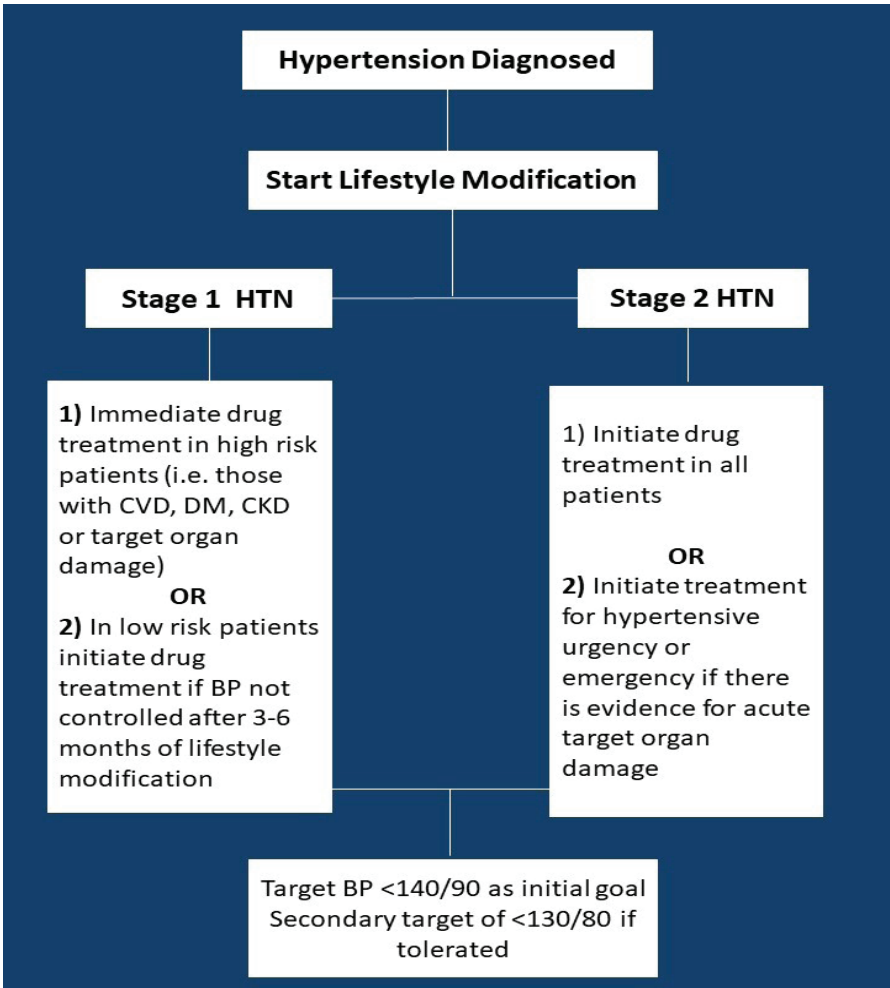 Hypertension Diagnosed
Start Lifestyle Modification
Stage 1 HTN
Stage 2 HTN
1) Immediate drug
treatment in high risk
patients (i.e. those
with CVD, DM, CKD
or target organ
damage)
OR
2) In low risk patients
initiate drug
treatment if BP not
controlled after 3-6
months of lifestyle
modification
1) Initiate drug
treatment in all
patients
OR
2) Initiate treatment
for hypertensive
urgency or
emergency if there
is evidence for acute
target organ
damage
Target BP <140/90 as initial goal
Secondary target of <130/80 if
tolerated